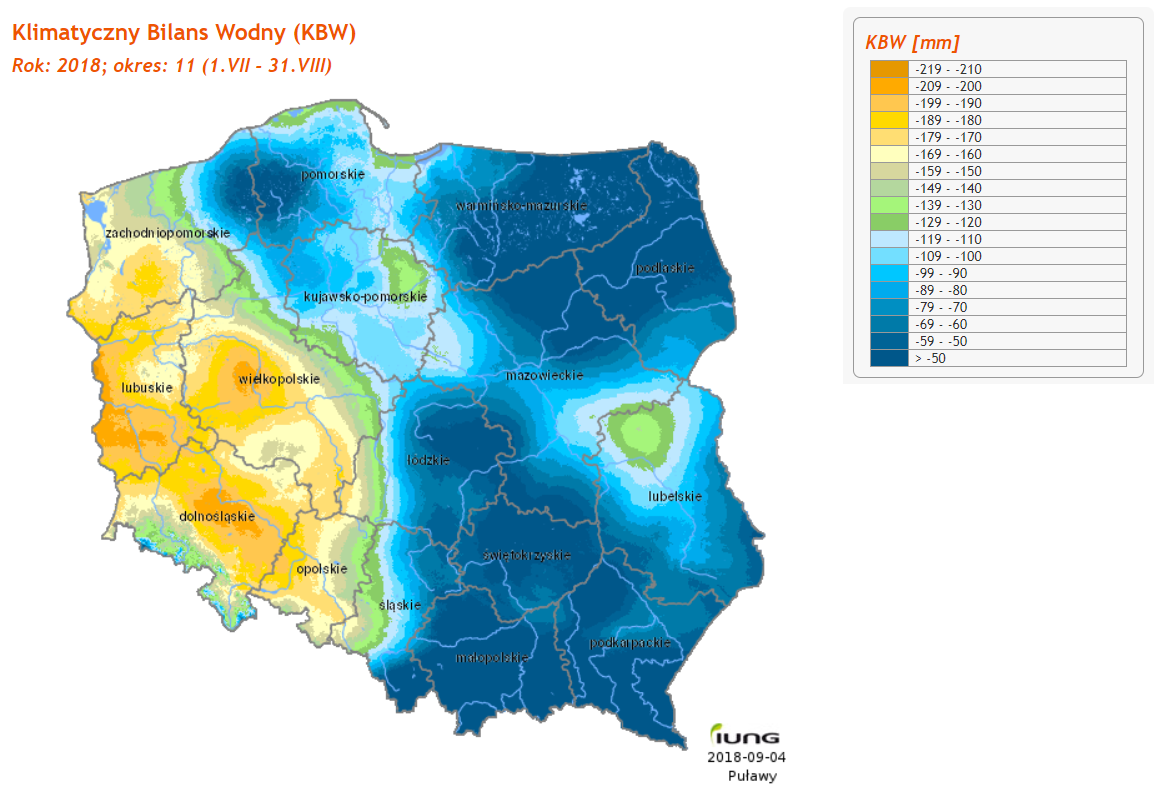 Klimatyczny Bilans Wodny (KBW)
Rok: 2018; okres: 11 (1.VII - 31.VIII)
KBW [mm]
-219 - -210
-209 - -200
-199 - -190
-189 - -180
-179 - -170
-169 - -160
-159 - -150
-149 - -140
-139 - -130
-129 - -120
-119 - -110
-109 - -100
-99 - -90
-89 - -80
-79 - -70
-69 - -60
-59 - -50
> -50
pomorskie
warmińsko-mazurskie
zachodniopomorskie
podlaskie
kujawsko-pomorskie
mazowieckie
wielkopolskie
lubuskie
łódzkie
lubelskie
dolnośląskie
świętokrzyskie
opolskie
śląskie
podkarpackie
małopolskie
IUNG
2018-09-04
Puławy